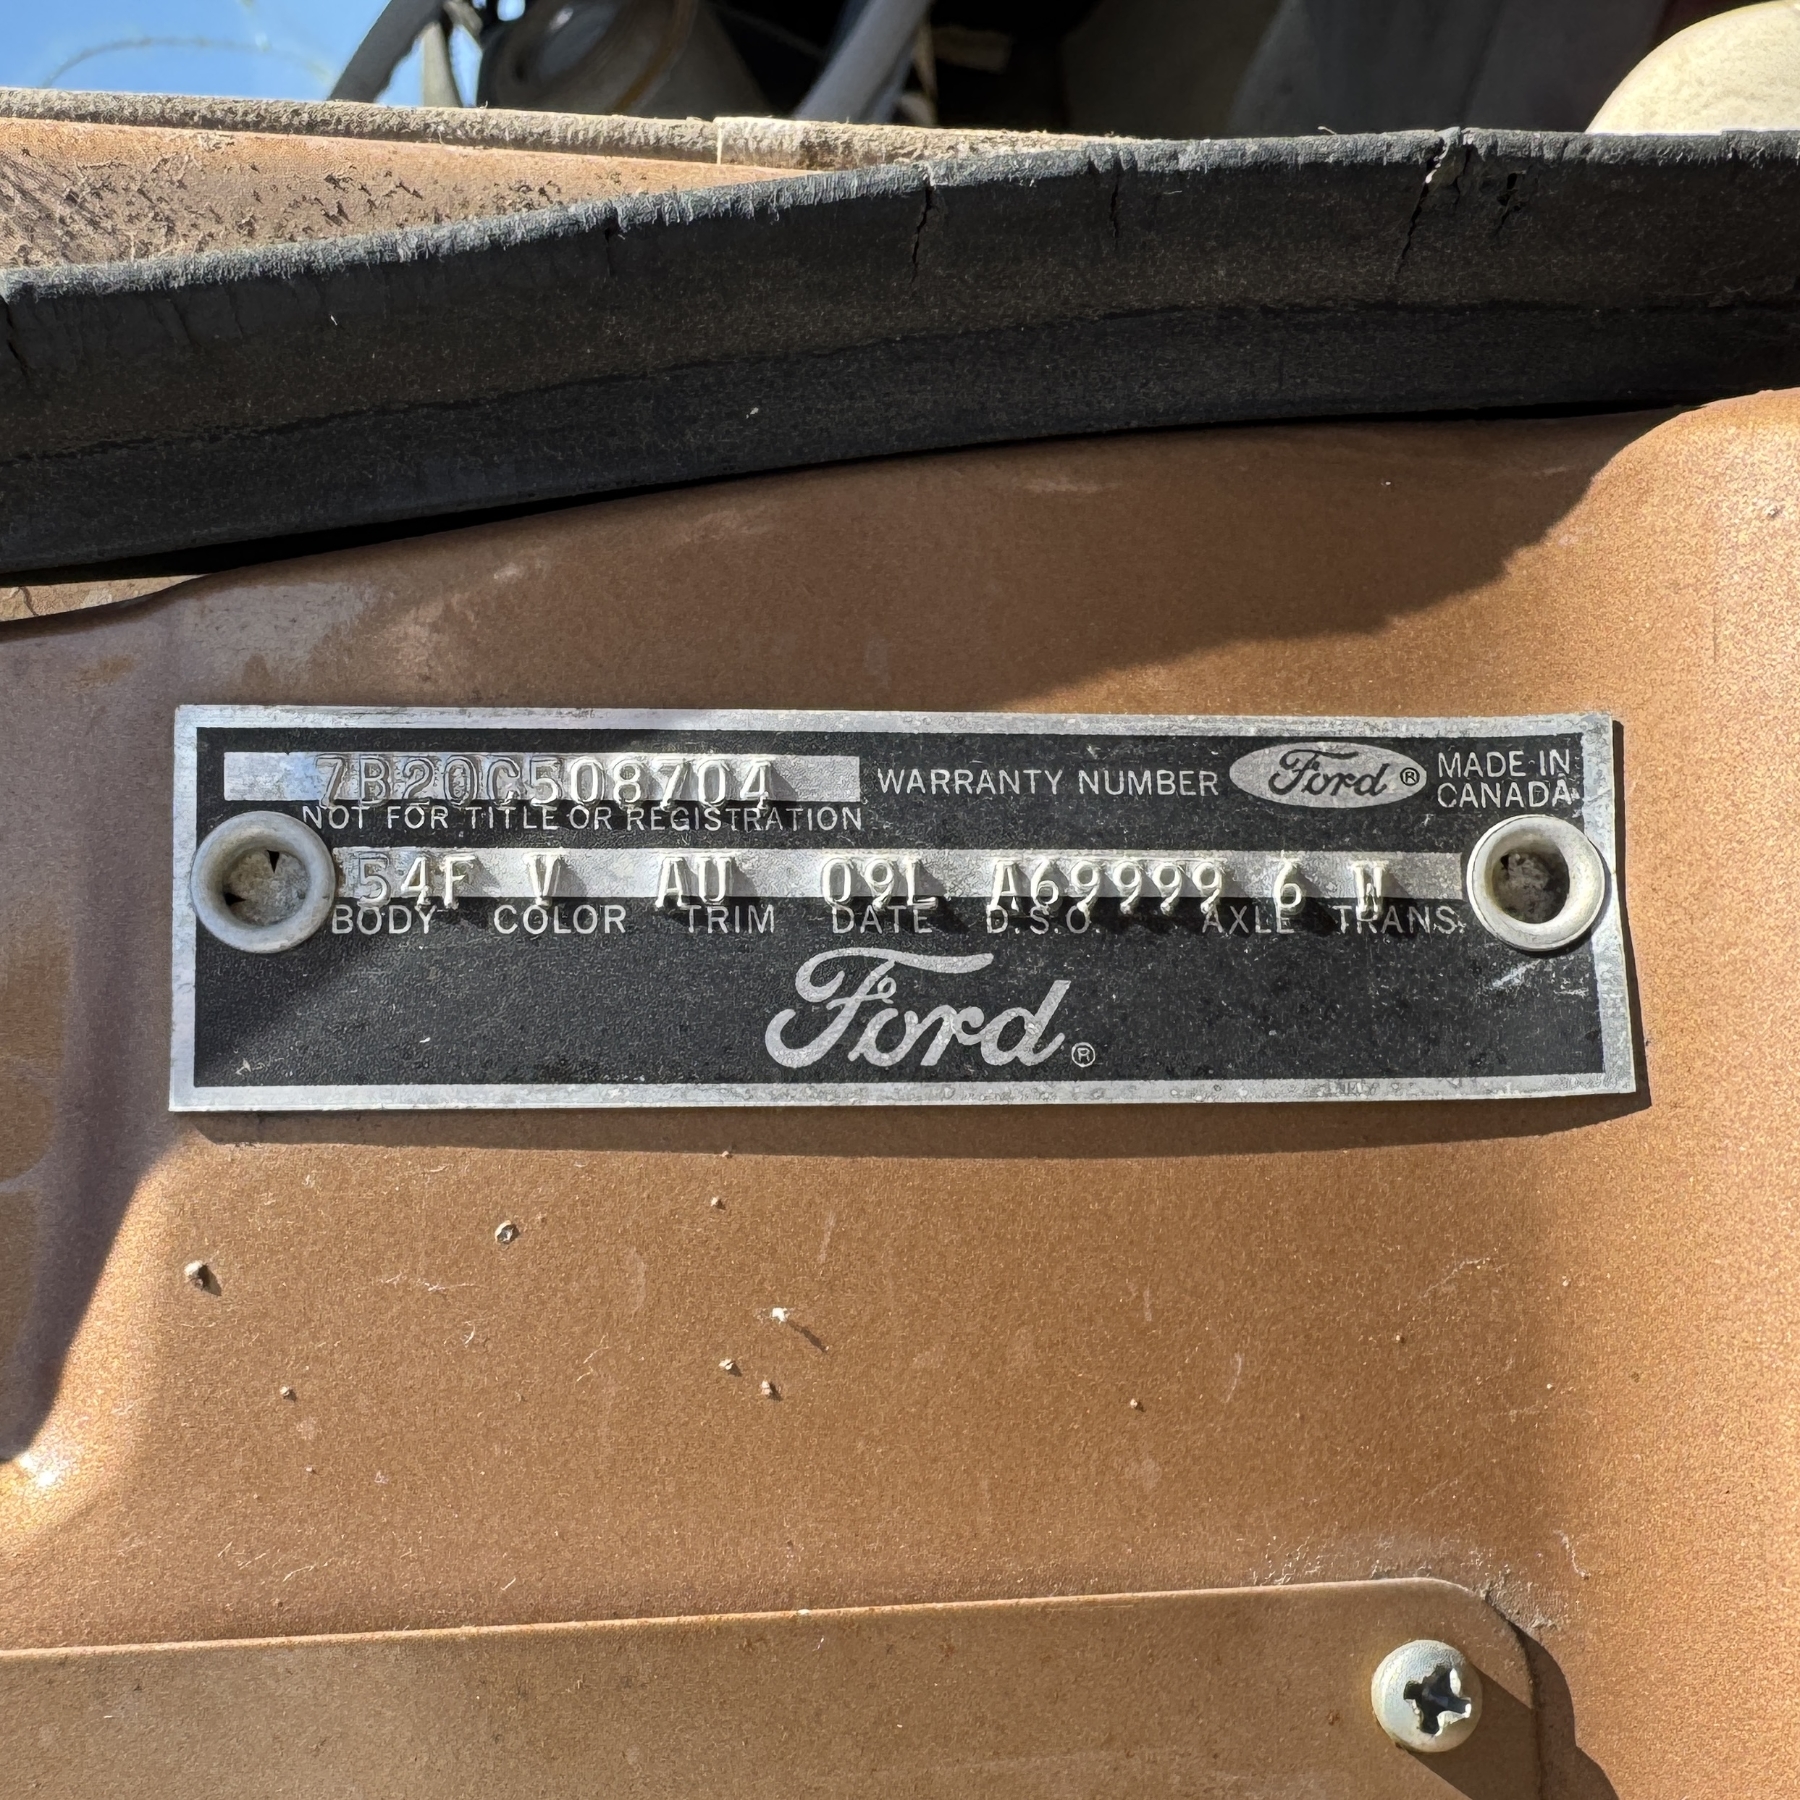 7B20C508704 WARRANTY NUMBER Ford ® MADE IN CANADA
NOT FOR TITLE OR REGISTRATION
54F V AU 09L A69999 6 W
BODY COLOR TRIM DATE D.S.O. AXLE TRANS.
Ford ®